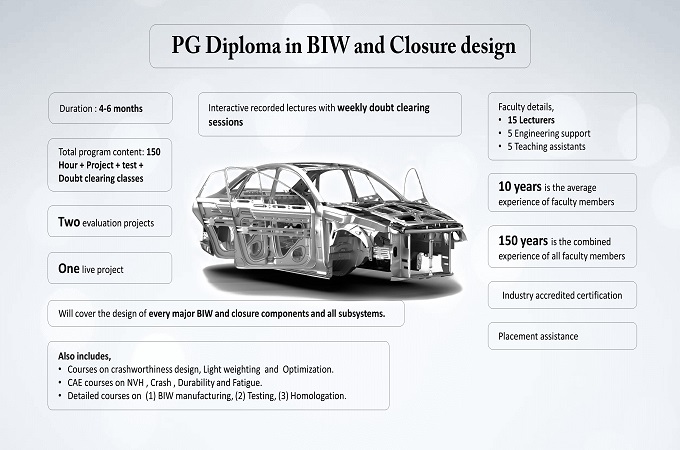 PG Diploma in BIW and Closure design
Duration : 4-6 months
Total program content: 150
Hour + Project + test +
Doubt clearing classes
Two evaluation projects
One live project
Interactive recorded lectures with weekly doubt clearing
sessions
Faculty details,
• 15 Lecturers
• 5 Engineering support
• 5 Teaching assistants
10 years is the average
experience of faculty members
150 years is the combined
experience of all faculty members
Industry accredited certification
Placement assistance
Will cover the design of every major BIW and closure components and all subsystems.
Also includes,
• Courses on crashworthiness design, Light weighting and Optimization.
• CAE courses on NVH , Crash , Durability and Fatigue.
• Detailed courses on (1) BIW manufacturing, (2) Testing, (3) Homologation.